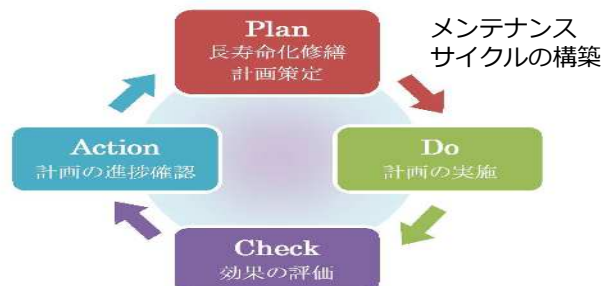 Plan
長寿命化修繕
計画策定
メンテナンス
サイクルの構築
Do
計画の実施
Check
効果の評価
Action
計画の進捗確認